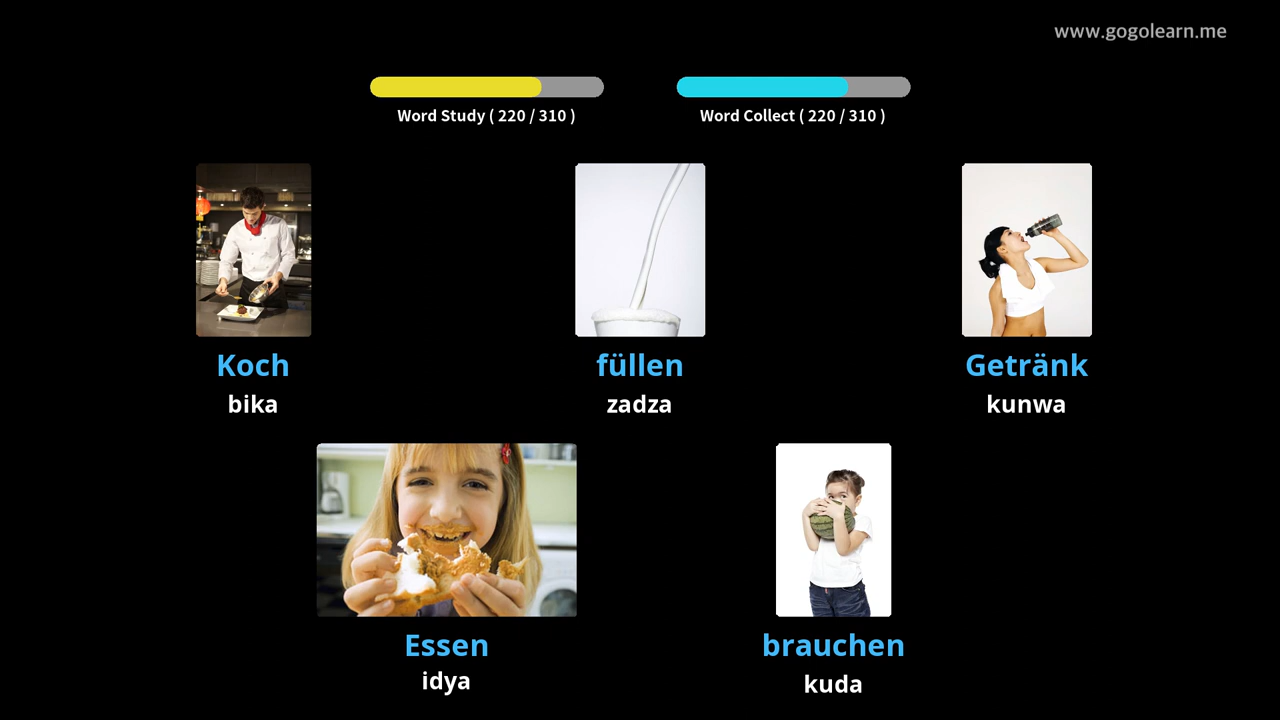 www.gogolearn.me
Word Study ( 220 / 310 )
Word Collect ( 220 / 310 )
Koch
bika
füllen
zadza
Getränk
kunwa
Essen
idya
brauchen
kuda